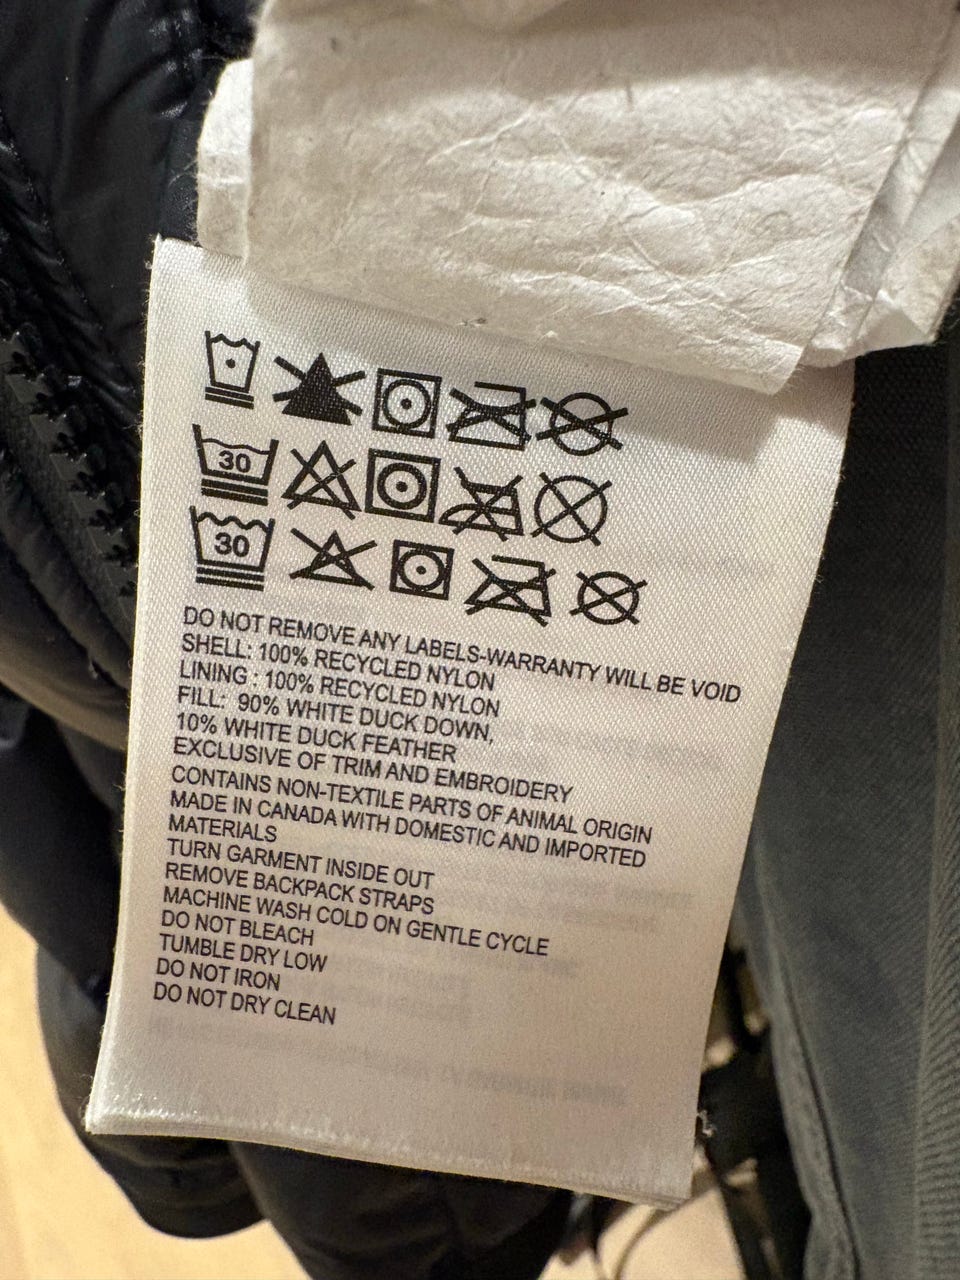 30
30
DO NOT REMOVE ANY LABELS-WARRANTY WILL BE VOID
SHELL: 100% RECYCLED NYLON
LINING : 100% RECYCLED NYLON
FILL: 90% WHITE DUCK DOWN,
10% WHITE DUCK FEATHER
EXCLUSIVE OF TRIM AND EMBROIDERY
CONTAINS NON-TEXTILE PARTS OF ANIMAL ORIGIN
MADE IN CANADA WITH DOMESTIC AND IMPORTED
MATERIALS
TURN GARMENT INSIDE OUT
REMOVE BACKPACK STRAPS
MACHINE WASH COLD ON GENTLE CYCLE
DO NOT BLEACH
TUMBLE DRY LOW
DO NOT IRON
DO NOT DRY CLEAN